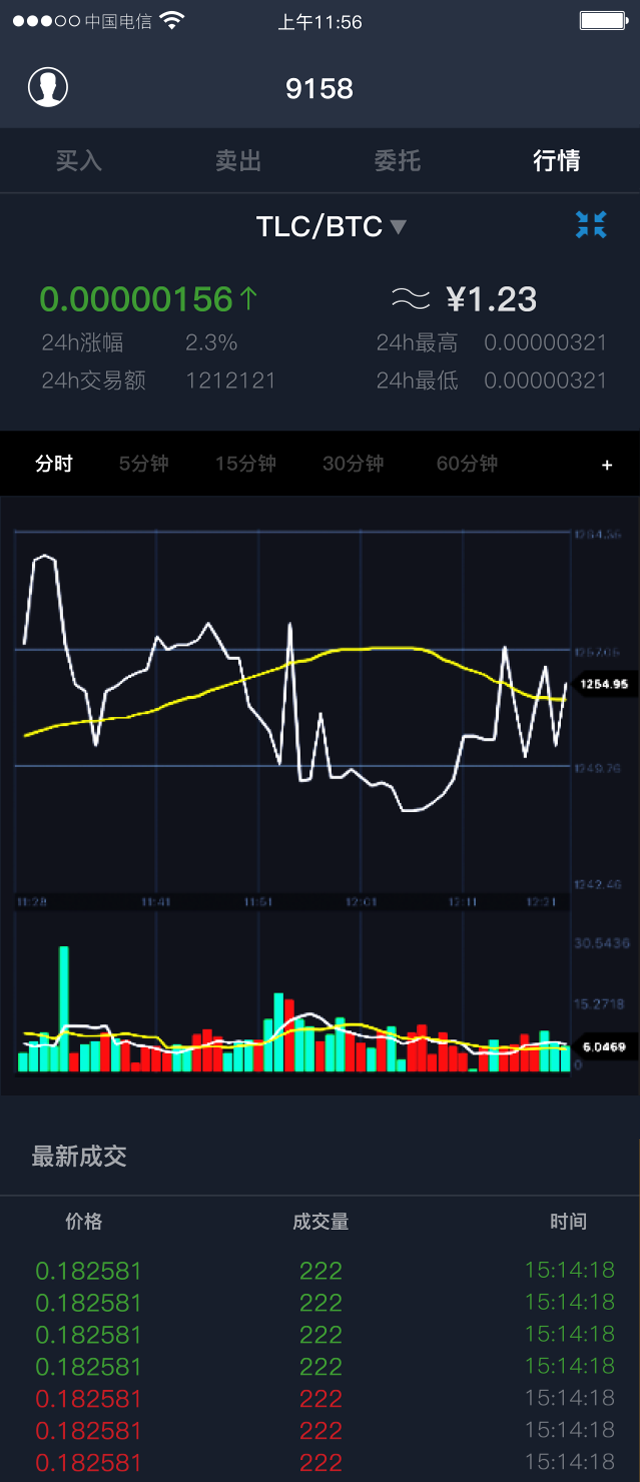 中国电信 上午11:56
9158
买入 卖出 委托 行情
TLC/BTC
0.00000156↑ ≈ ¥1.23
24h涨幅 2.3% 24h最高 0.00000321
24h交易额 1212121 24h最低 0.00000321
分时 5分钟 15分钟 30分钟 60分钟 +
1264.36
1257.06
1254.95
1249.76
1242.46
11:28 11:41 11:51 12:01 12:11 12:21
30.5436
15.2718
6.0469
0
最新成交
价格 成交量 时间
0.182581 222 15:14:18
0.182581 222 15:14:18
0.182581 222 15:14:18
0.182581 222 15:14:18
0.182581 222 15:14:18
0.182581 222 15:14:18
0.182581 222 15:14:18